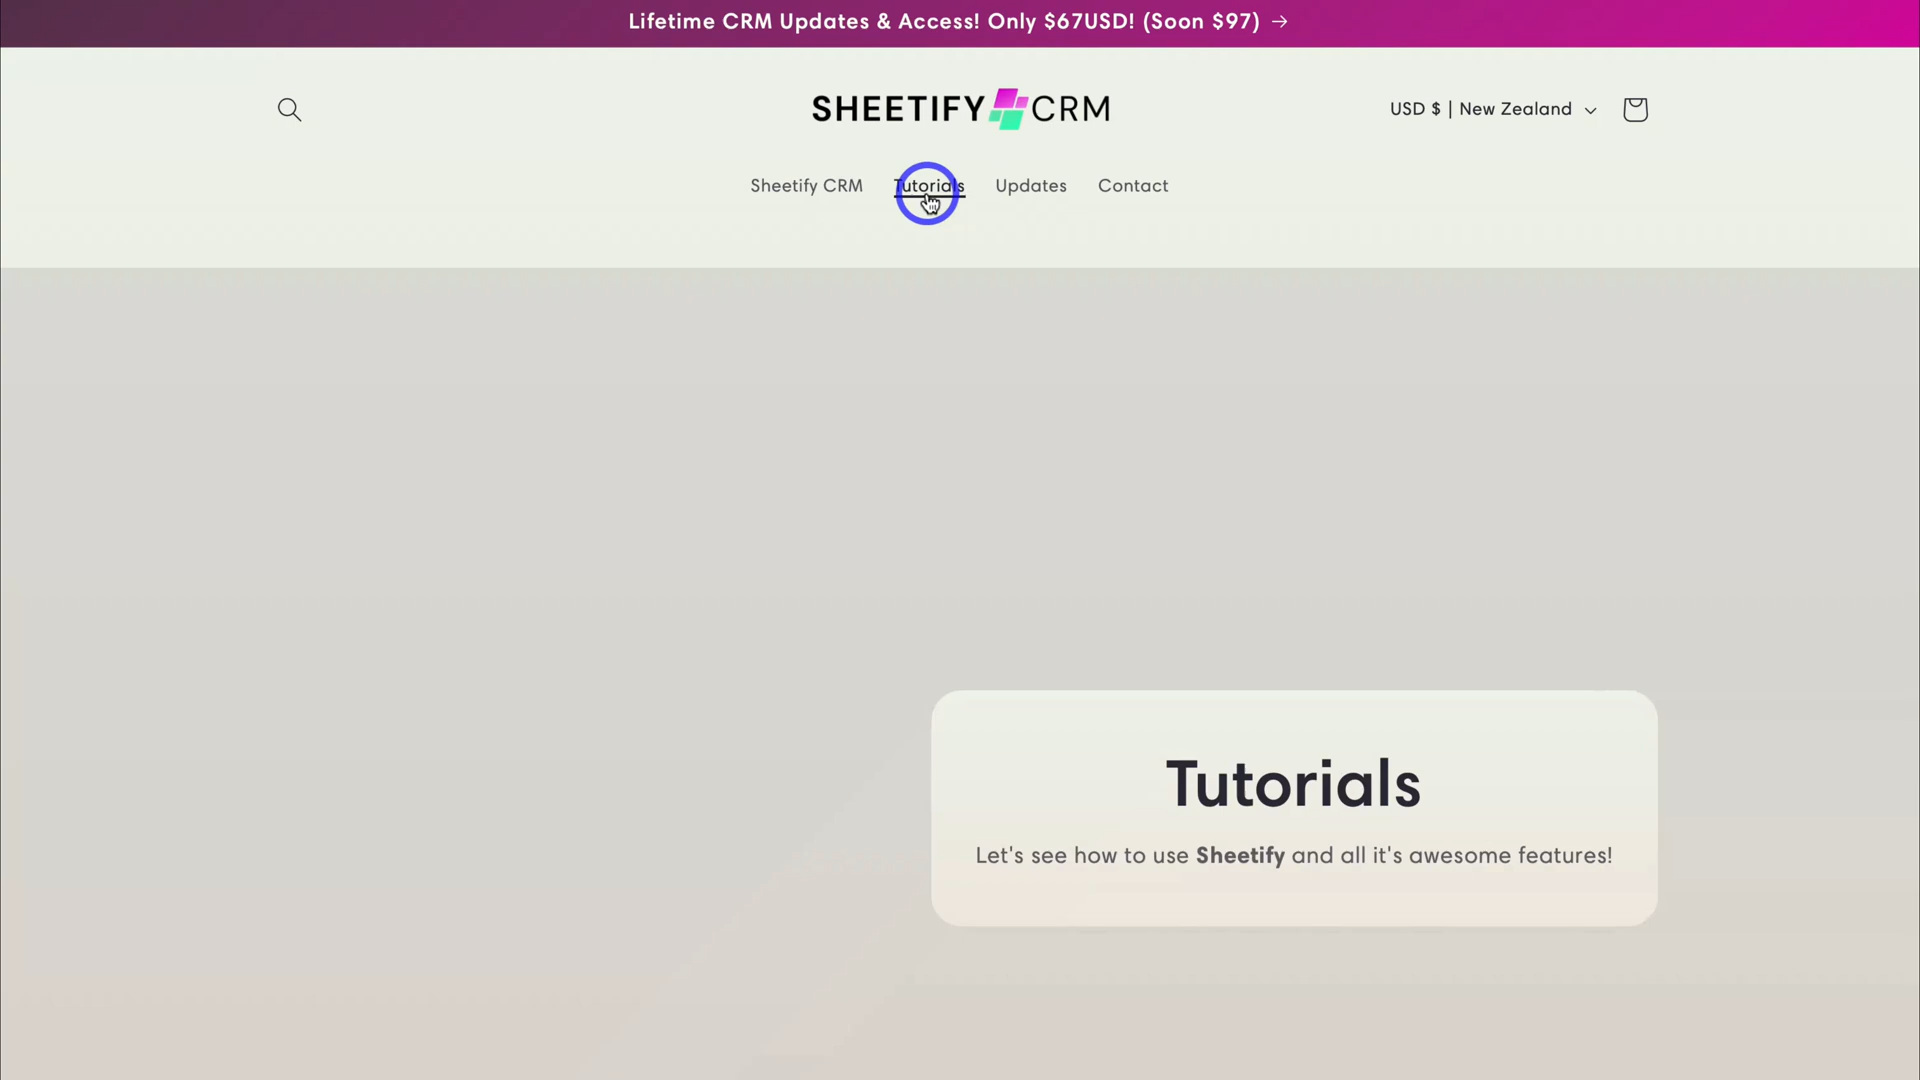 Lifetime CRM Updates & Access! Only $67USD! (Soon $97) →
SHEETIFY CRM
USD $ | New Zealand
Sheetify CRM
Tutorials
Updates
Contact
Tutorials
Let's see how to use Sheetify and all it's awesome features!